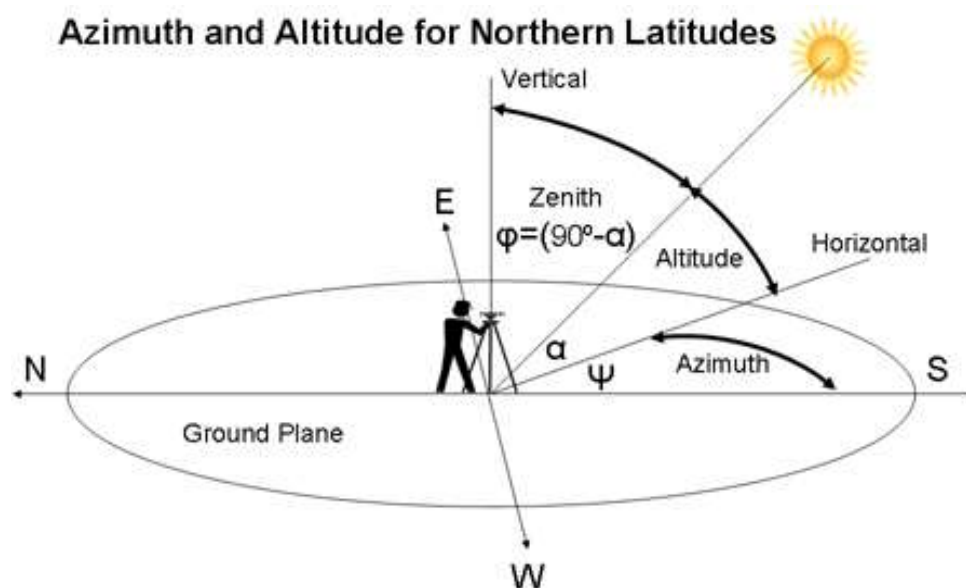 Azimuth and Altitude for Northern Latitudes
Vertical
E
Zenith
φ=(90º-α)
Altitude
Horizontal
N
α
Ψ
Azimuth
S
Ground Plane
W